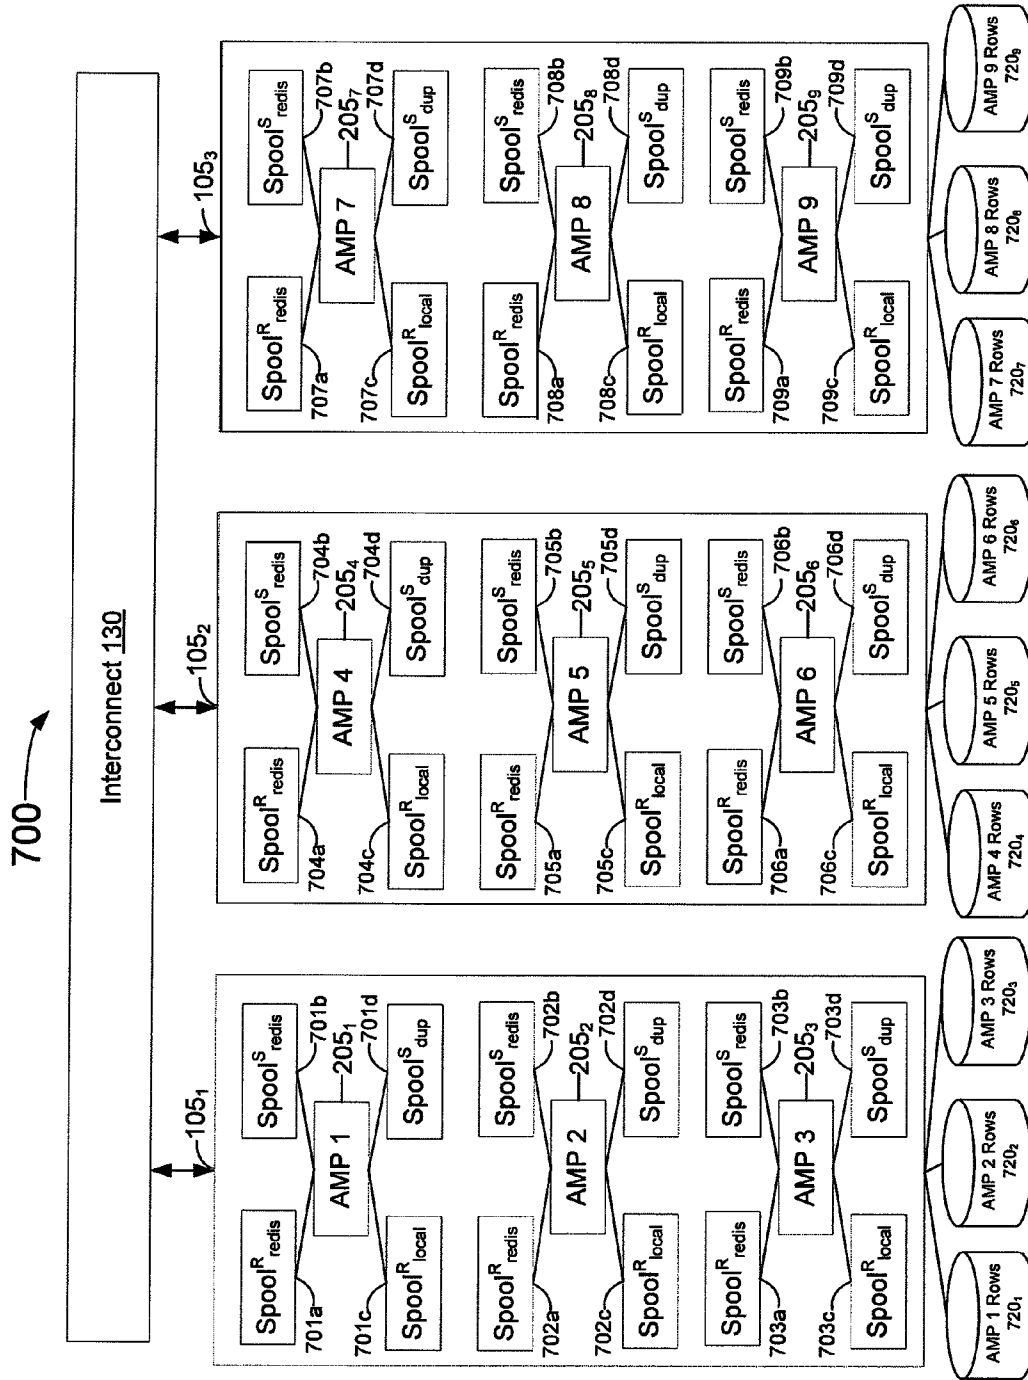 700
Interconnect 130
105₁
105₂
105₃
Spool^R_redis
Spool^S_redis
701a
701b
AMP 1
205₁
701c
701d
Spool^R_local
Spool^S_dup
Spool^R_redis
Spool^S_redis
702a
702b
AMP 2
205₂
702c
702d
Spool^R_local
Spool^S_dup
Spool^R_redis
Spool^S_redis
703a
703b
AMP 3
205₃
703c
703d
Spool^R_local
Spool^S_dup
AMP 1 Rows
720₁
AMP 2 Rows
720₂
AMP 3 Rows
720₃
Spool^R_redis
Spool^S_redis
704a
704b
AMP 4
205₄
704c
704d
Spool^R_local
Spool^S_dup
Spool^R_redis
Spool^S_redis
705a
705b
AMP 5
205₅
705c
705d
Spool^R_local
Spool^S_dup
Spool^R_redis
Spool^S_redis
706a
706b
AMP 6
205₆
706c
706d
Spool^R_local
Spool^S_dup
AMP 4 Rows
720₄
AMP 5 Rows
720₅
AMP 6 Rows
720₆
Spool^R_redis
Spool^S_redis
707a
707b
AMP 7
205₇
707c
707d
Spool^R_local
Spool^S_dup
Spool^R_redis
Spool^S_redis
708a
708b
AMP 8
205₈
708c
708d
Spool^R_local
Spool^S_dup
Spool^R_redis
Spool^S_redis
709a
709b
AMP 9
205₉
709c
709d
Spool^R_local
Spool^S_dup
AMP 7 Rows
720₇
AMP 8 Rows
720₈
AMP 9 Rows
720₉